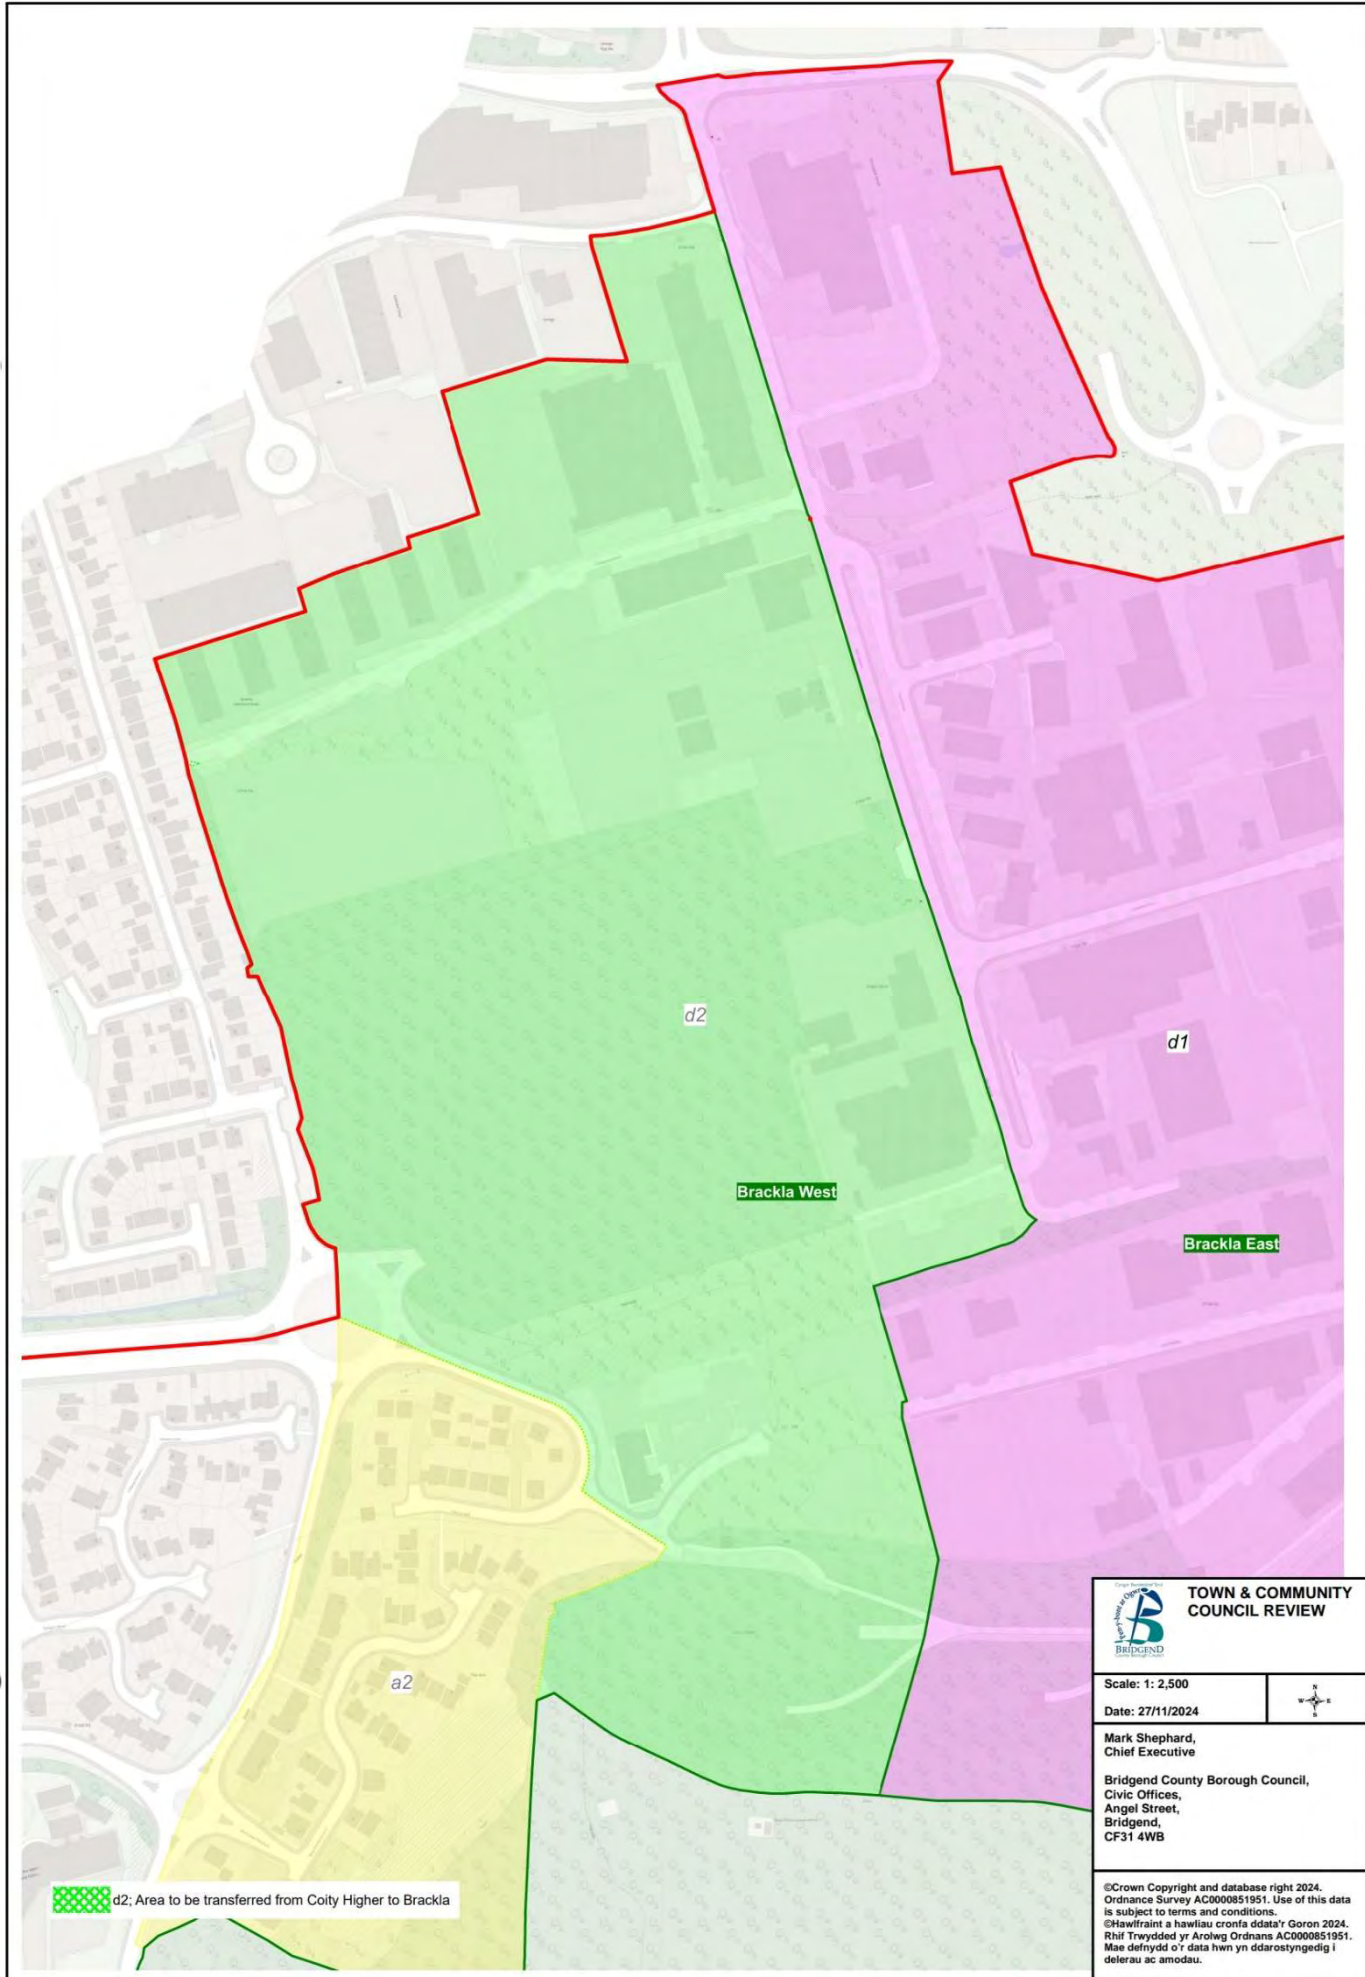 d2
d1
Brackla West
Brackla East
a2
d2; Area to be transferred from Coity Higher to Brackla
BRIDGEND
TOWN & COMMUNITY
COUNCIL REVIEW
Scale: 1: 2,500
Date: 27/11/2024
N
W E
S
Mark Shephard,
Chief Executive
Bridgend County Borough Council,
Civic Offices,
Angel Street,
Bridgend,
CF31 4WB
©Crown Copyright and database right 2024.
Ordnance Survey AC0000851951. Use of this data
is subject to terms and conditions.
©Hawlfraint a hawliau cronfa ddata'r Goron 2024.
Rhif Trwydded yr Arolwg Ordnans AC0000851951.
Mae defnydd o'r data hwn yn ddarostyngedig i
delerau ac amodau.